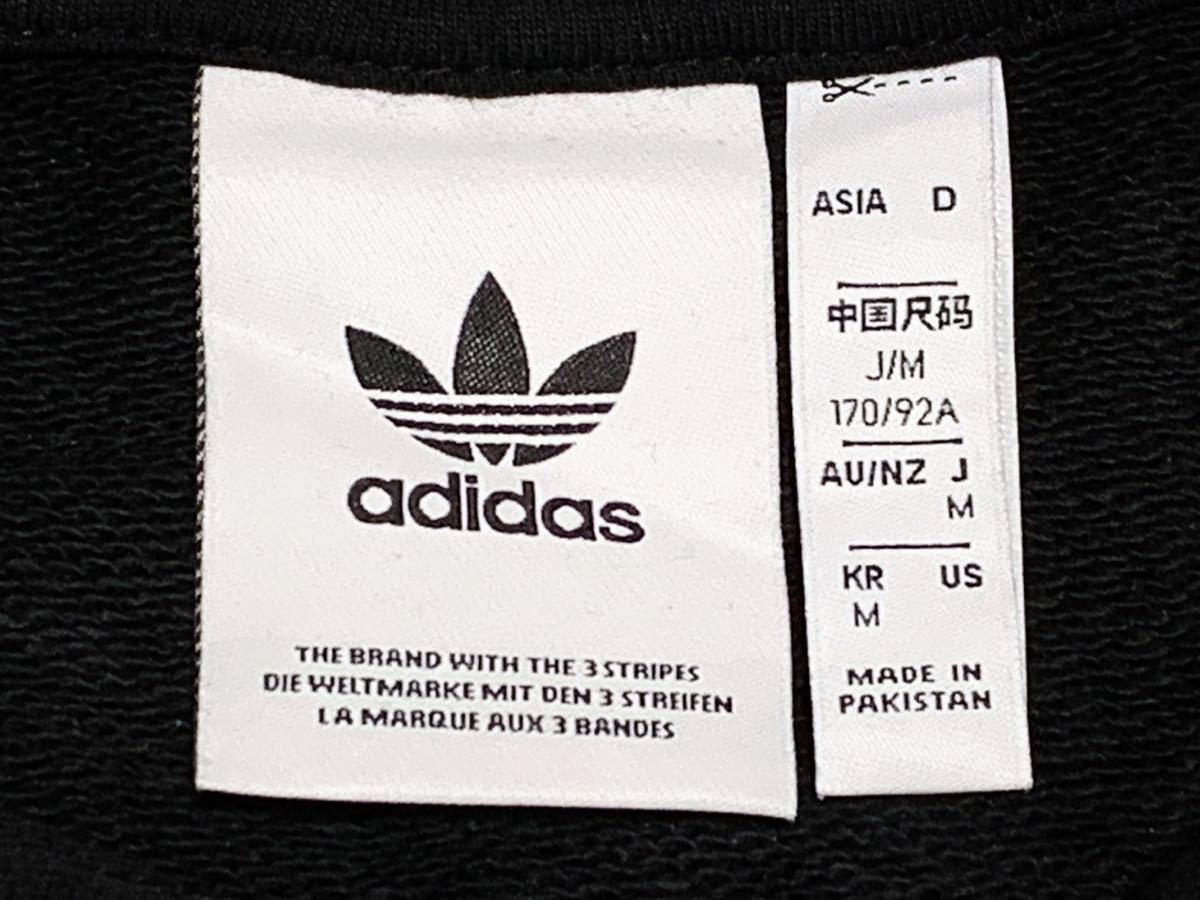 adidas
THE BRAND WITH THE 3 STRIPES
DIE WELTMARKE MIT DEN 3 STREIFEN
LA MARQUE AUX 3 BANDES
ASIA D
中国尺码
J/M
170/92A
AU/NZ J
M
KR US
M
MADE IN
PAKISTAN